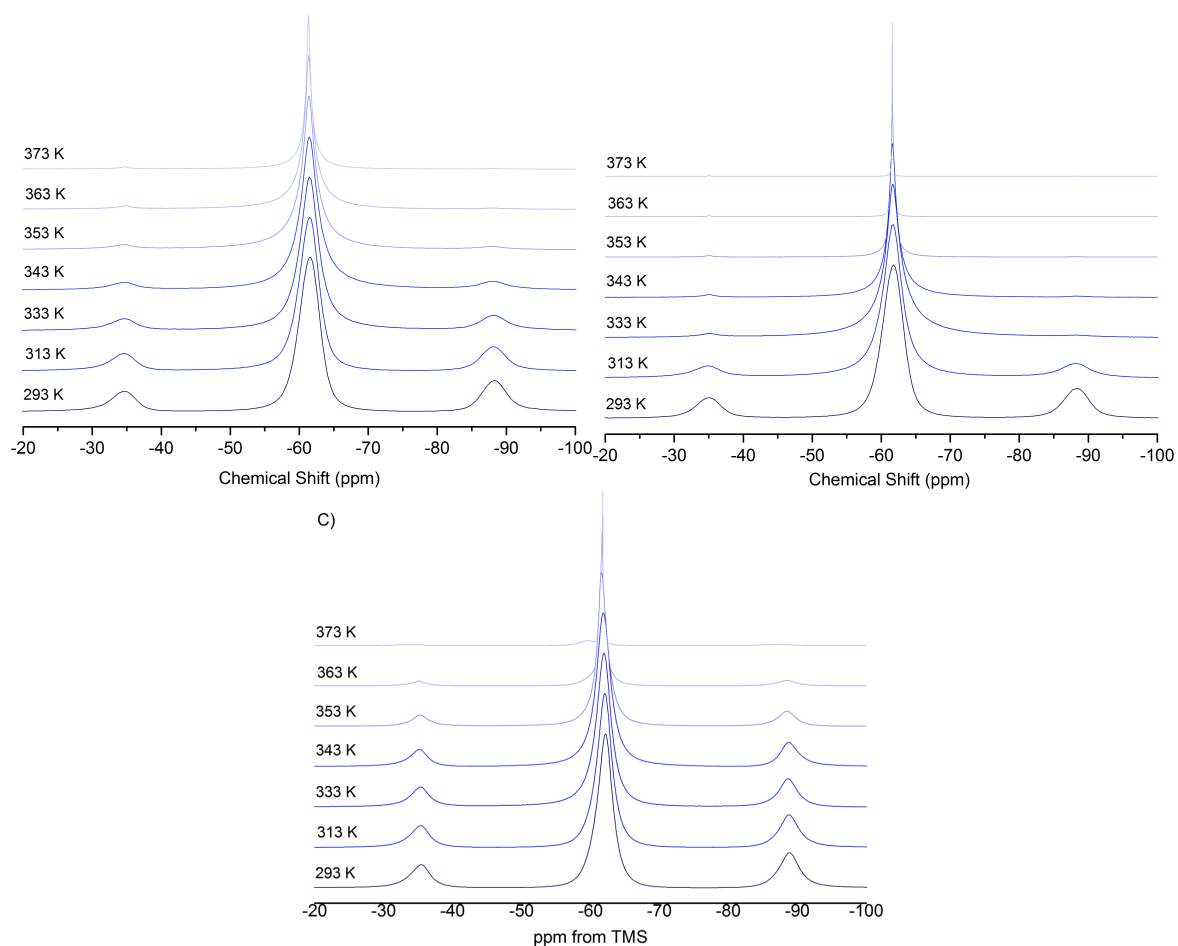 373 K
363 K
353 K
343 K
333 K
313 K
293 K
-20 -30 -40 -50 -60 -70 -80 -90 -100
Chemical Shift (ppm)
373 K
363 K
353 K
343 K
333 K
313 K
293 K
-20 -30 -40 -50 -60 -70 -80 -90 -100
Chemical Shift (ppm)
C)
373 K
363 K
353 K
343 K
333 K
313 K
293 K
-20 -30 -40 -50 -60 -70 -80 -90 -100
ppm from TMS